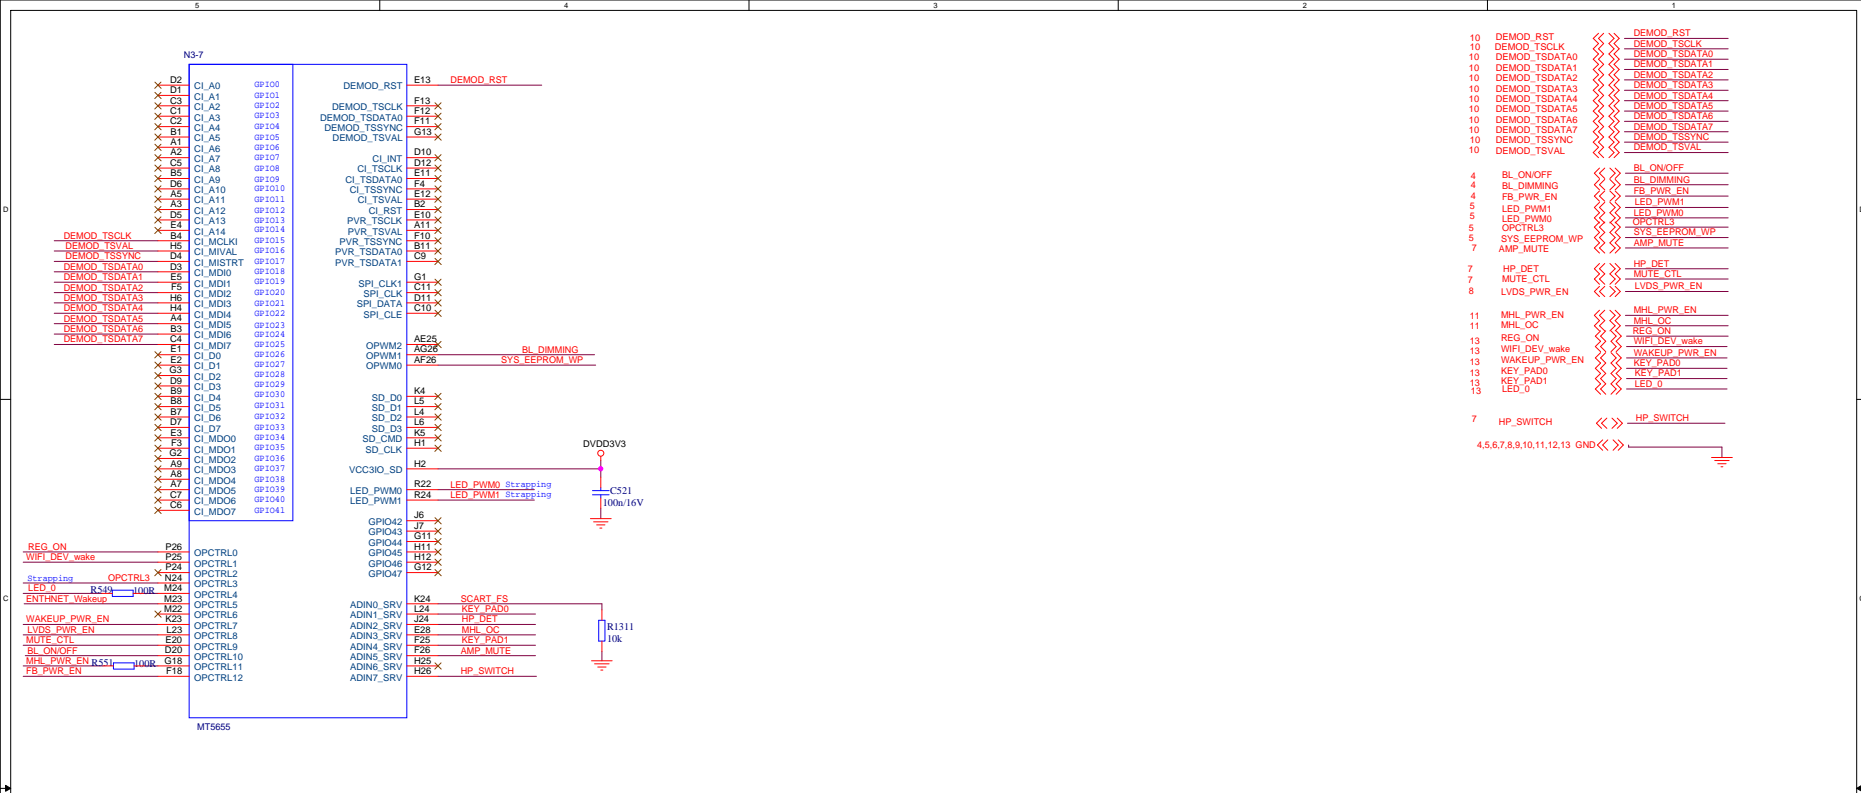 5 4 3 2 1
N3-7
D2 CI_A0 GPIO0
D1 CI_A1 GPIO1
C3 CI_A2 GPIO2
C1 CI_A3 GPIO3
C2 CI_A4 GPIO4
B1 CI_A5 GPIO5
A1 CI_A6 GPIO6
A2 CI_A7 GPIO7
C5 CI_A8 GPIO8
B5 CI_A9 GPIO9
D6 CI_A10 GPIO10
A5 CI_A11 GPIO11
A3 CI_A12 GPIO12
D5 CI_A13 GPIO13
E4 CI_A14 GPIO14
DEMOD_TSCLK B4 CI_MCLKI GPIO15
DEMOD_TSVAL H5 CI_MIVAL GPIO16
DEMOD_TSSYNC D4 CI_MISTRT GPIO17
DEMOD_TSDATA0 D3 CI_MDI0 GPIO18
DEMOD_TSDATA1 E5 CI_MDI1 GPIO19
DEMOD_TSDATA2 F5 CI_MDI2 GPIO20
DEMOD_TSDATA3 H6 CI_MDI3 GPIO21
DEMOD_TSDATA4 H4 CI_MDI4 GPIO22
DEMOD_TSDATA5 A4 CI_MDI5 GPIO23
DEMOD_TSDATA6 B3 CI_MDI6 GPIO24
DEMOD_TSDATA7 C4 CI_MDI7 GPIO25
E1 CI_D0 GPIO26
E2 CI_D1 GPIO27
G3 CI_D2 GPIO28
D9 CI_D3 GPIO29
B9 CI_D4 GPIO30
B8 CI_D5 GPIO31
B7 CI_D6 GPIO32
D7 CI_D7 GPIO33
E3 CI_MDO0 GPIO34
F3 CI_MDO1 GPIO35
G2 CI_MDO2 GPIO36
A9 CI_MDO3 GPIO37
A8 CI_MDO4 GPIO38
A7 CI_MDO5 GPIO39
C7 CI_MDO6 GPIO40
C6 CI_MDO7 GPIO41
REG_ON P26 OPCTRL0
WIFI_DEV_wake P25 OPCTRL1
P24 OPCTRL2
Strapping OPCTRL3 N24 OPCTRL3
LED_0 R549 100R M24 OPCTRL4
ENTHNET_Wakeup M23 OPCTRL5
M22 OPCTRL6
WAKEUP_PWR_EN K23 OPCTRL7
LVDS_PWR_EN L23 OPCTRL8
MUTE_CTL E20 OPCTRL9
BL_ON/OFF D20 OPCTRL10
MHL_PWR_EN R551 100R G18 OPCTRL11
FB_PWR_EN F18 OPCTRL12
MT5655
DEMOD_RST E13 DEMOD_RST
DEMOD_TSCLK F13
DEMOD_TSDATA0 F12
DEMOD_TSSYNC F11
DEMOD_TSVAL G13
CI_INT D10
CI_TSCLK D12
CI_TSDATA0 E11
CI_TSSYNC F4
CI_TSVAL E12
CI_RST B2
PVR_TSCLK E10
PVR_TSVAL A11
PVR_TSSYNC F10
PVR_TSDATA0 B11
PVR_TSDATA1 C9
SPI_CLK1 G1
SPI_CLK C11
SPI_DATA D11
SPI_CLE C10
OPWM2 AE25
OPWM1 AG26 BL_DIMMING
OPWM0 AF26 SYS_EEPROM_WP
SD_D0 K4
SD_D1 L5
SD_D2 L4
SD_D3 L6
SD_CMD K5
SD_CLK H1
DVDD3V3
VCC3IO_SD H2
LED_PWM0 R22 LED_PWM0 Strapping
LED_PWM1 R24 LED_PWM1 Strapping
C521
100n/16V
GPIO42 J6
GPIO43 J7
GPIO44 G11
GPIO45 H11
GPIO46 H12
GPIO47 G12
ADIN0_SRV K24 SCART_FS
ADIN1_SRV L24 KEY_PAD0
ADIN2_SRV J24 HP_DET
ADIN3_SRV E28 MHL_OC
ADIN4_SRV F25 KEY_PAD1
ADIN5_SRV F26 AMP_MUTE
ADIN6_SRV H25
ADIN7_SRV H26 HP_SWITCH
R1311
10k
10 DEMOD_RST DEMOD_RST
10 DEMOD_TSCLK DEMOD_TSCLK
10 DEMOD_TSDATA0 DEMOD_TSDATA0
10 DEMOD_TSDATA1 DEMOD_TSDATA1
10 DEMOD_TSDATA2 DEMOD_TSDATA2
10 DEMOD_TSDATA3 DEMOD_TSDATA3
10 DEMOD_TSDATA4 DEMOD_TSDATA4
10 DEMOD_TSDATA5 DEMOD_TSDATA5
10 DEMOD_TSDATA6 DEMOD_TSDATA6
10 DEMOD_TSDATA7 DEMOD_TSDATA7
10 DEMOD_TSSYNC DEMOD_TSSYNC
10 DEMOD_TSVAL DEMOD_TSVAL
4 BL_ON/OFF BL_ON/OFF
4 BL_DIMMING BL_DIMMING
4 FB_PWR_EN FB_PWR_EN
5 LED_PWM1 LED_PWM1
5 LED_PWM0 LED_PWM0
5 OPCTRL3 OPCTRL3
5 SYS_EEPROM_WP SYS_EEPROM_WP
7 AMP_MUTE AMP_MUTE
7 HP_DET HP_DET
7 MUTE_CTL MUTE_CTL
8 LVDS_PWR_EN LVDS_PWR_EN
11 MHL_PWR_EN MHL_PWR_EN
11 MHL_OC MHL_OC
13 REG_ON REG_ON
13 WIFI_DEV_wake WIFI_DEV_wake
13 WAKEUP_PWR_EN WAKEUP_PWR_EN
13 KEY_PAD0 KEY_PAD0
13 KEY_PAD1 KEY_PAD1
13 LED_0 LED_0
7 HP_SWITCH HP_SWITCH
4,5,6,7,8,9,10,11,12,13 GND
D
C